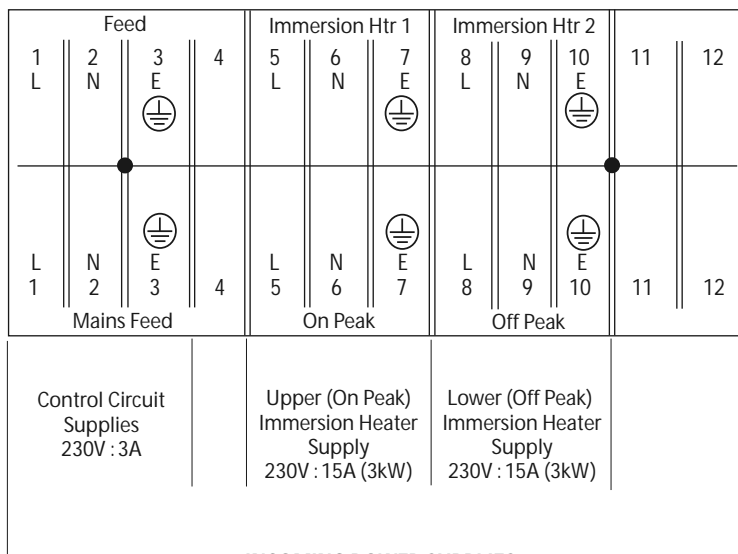 Feed Immersion Htr 1 Immersion Htr 2
1 2 3 4 5 6 7 8 9 10 11 12
L N E L N E L N E
L N E L N E L N E
1 2 3 4 5 6 7 8 9 10 11 12
Mains Feed On Peak Off Peak
Control Circuit
Supplies
230V : 3A
Upper (On Peak)
Immersion Heater
Supply
230V : 15A (3kW)
Lower (Off Peak)
Immersion Heater
Supply
230V : 15A (3kW)